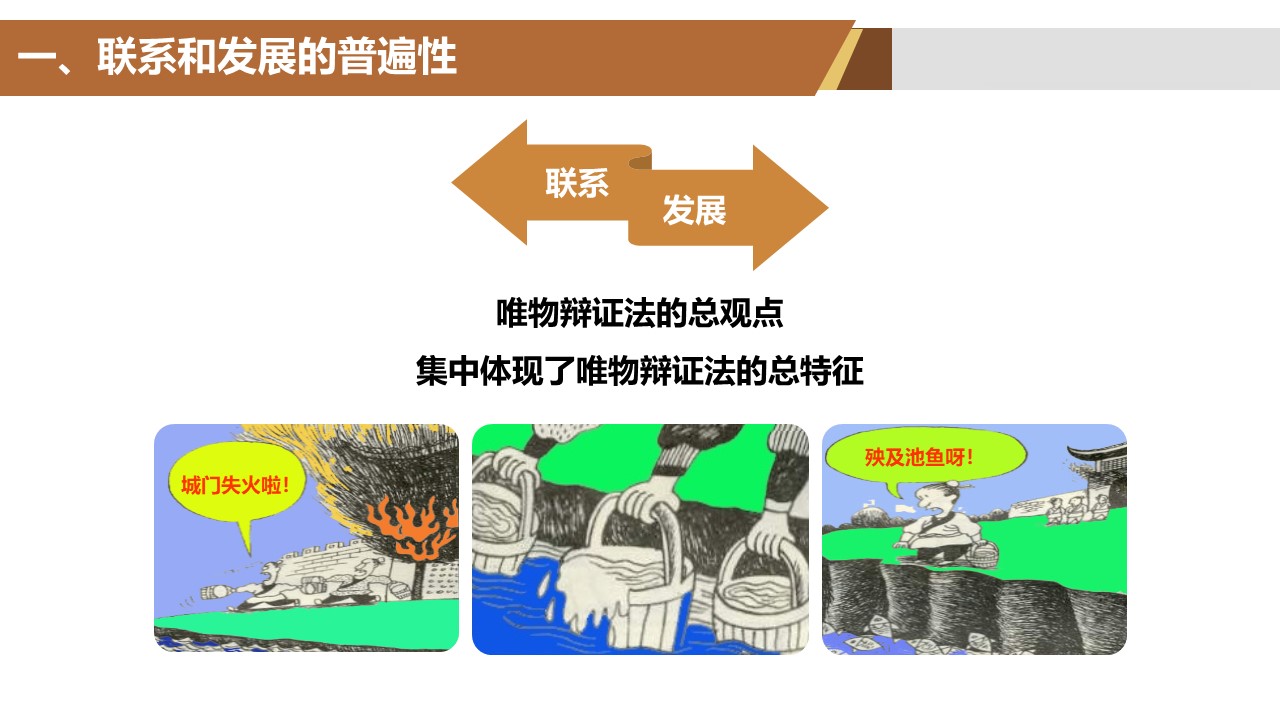 一、联系和发展的普遍性
联系
发展
唯物辩证法的总观点
集中体现了唯物辩证法的总特征
城门失火啦！
殃及池鱼呀！